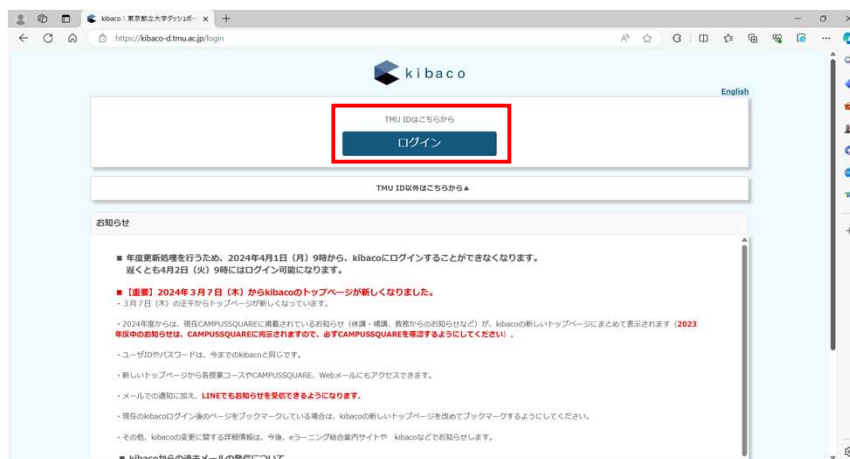 kibaco：東京都立大学ダッシュボー
https://kibaco-d.tmu.ac.jp/login
kibaco
English
TMU IDはこちらから
ログイン
TMU ID以外はこちらから▲
お知らせ
■ 年度更新処理を行うため、2024年4月1日（月）9時から、kibacoにログインすることができなくなります。
遅くとも4月2日（火）9時にはログイン可能になります。
■【重要】2024年３月７日（木）からkibacoのトップページが新しくなりました。
・3月７日（木）の正午からトップページが新しくなっています。
・2024年度からは、現在CAMPUSSQUAREに掲載されているお知らせ（休講・補講、教務からのお知らせなど）が、kibacoの新しいトップページにまとめて表示されます（2023
年度中のお知らせは、CAMPUSSQUAREに掲示されますので、必ずCAMPUSSQUAREを確認するようにしてください）。
・ユーザIDやパスワードは、今までのkibacoと同じです。
・新しいトップページから各授業コースやCAMPUSSQUARE、Webメールにもアクセスできます。
・メールでの通知に加え、LINEでもお知らせを受信できるようになります。
・現在のkibacoログイン後のページをブックマークしている場合は、kibacoの新しいトップページを改めてブックマークするようにしてください。
・その他、kibacoの変更に関する詳細情報は、今後、eラーニング総合案内サイトや kibacoなどでお知らせします。
■ kibacoからの過去メールの発信について